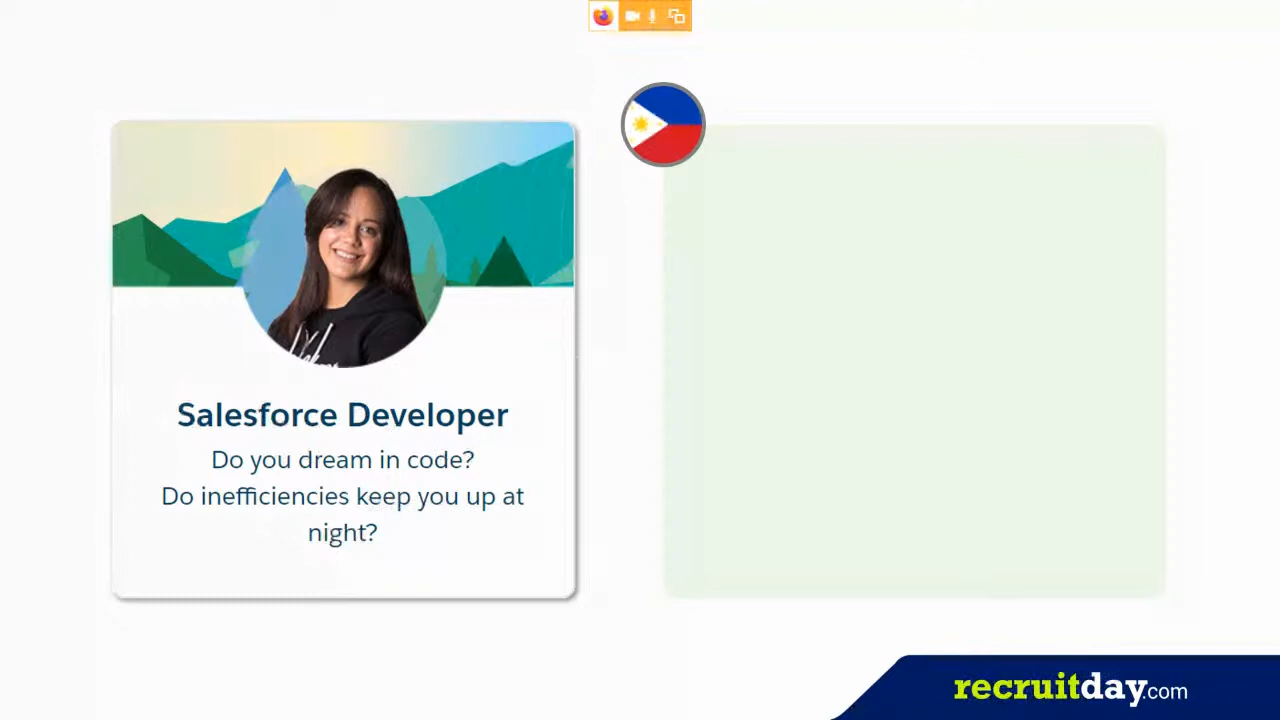 Salesforce Developer
Do you dream in code?
Do inefficiencies keep you up at
night?
recruitday.com